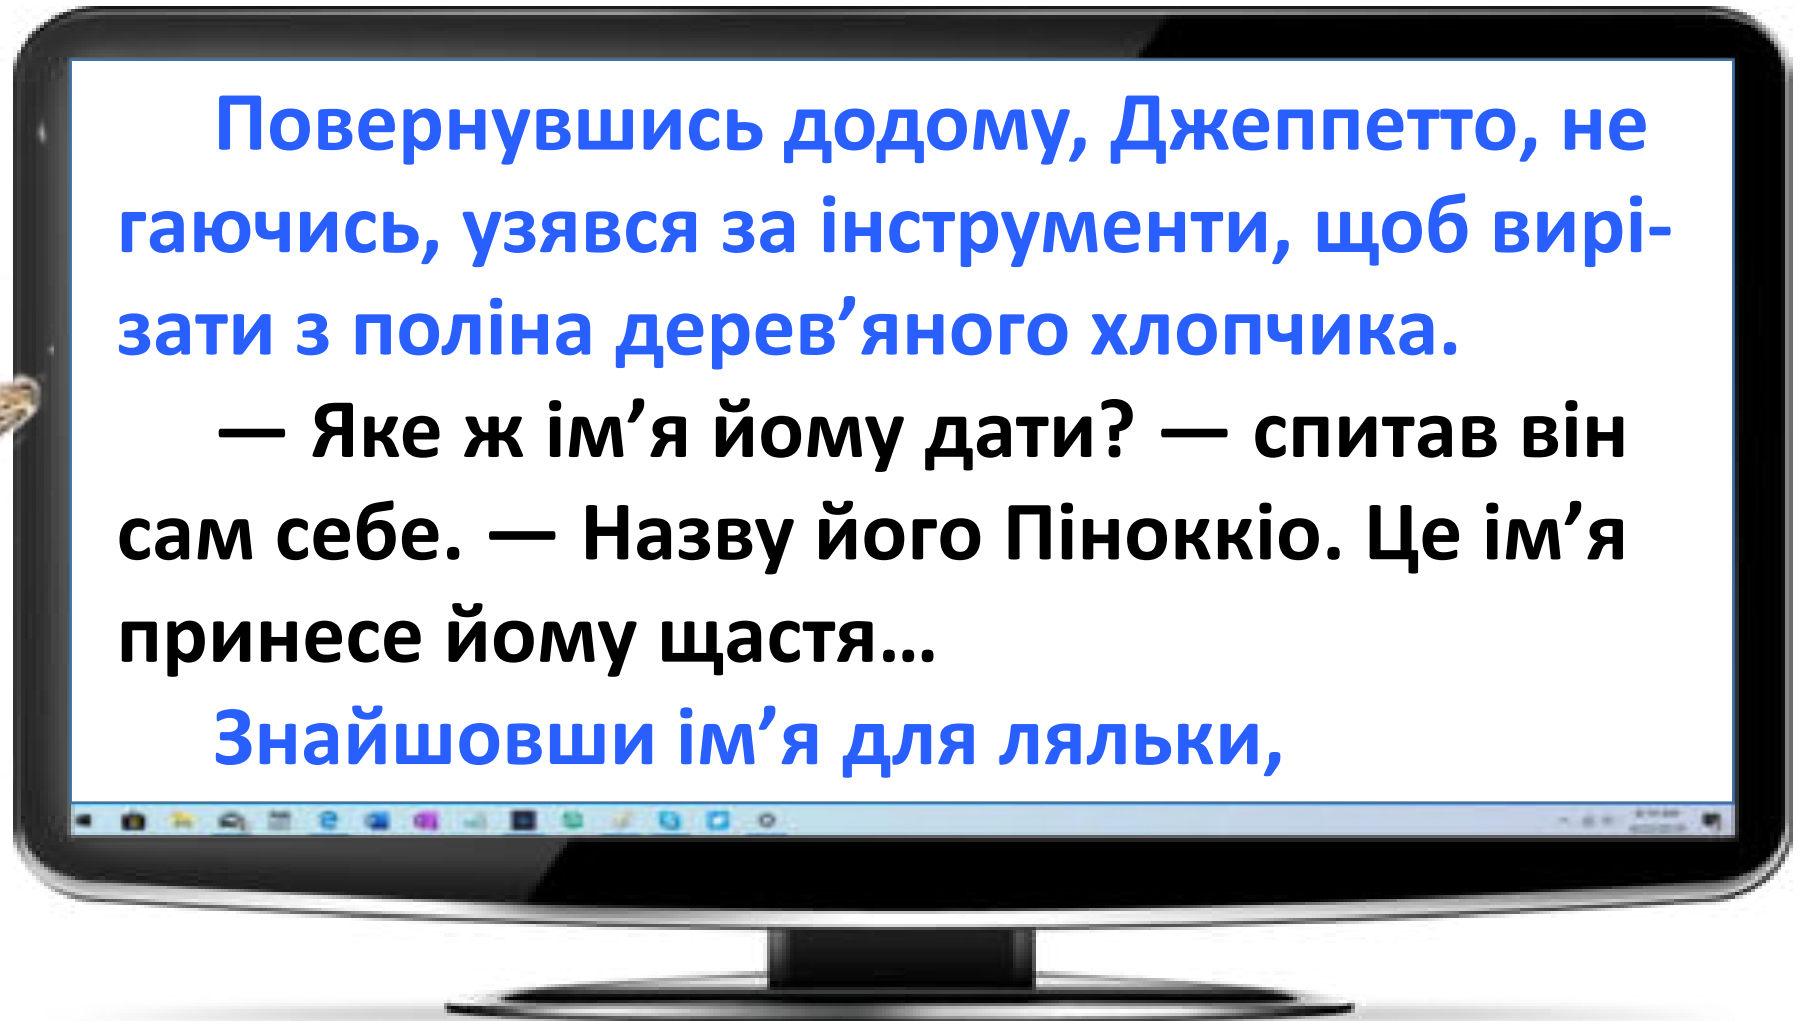 Повернувшись додому, Джеппетто, не
гаючись, узявся за інструменти, щоб вирі-
зати з поліна дерев’яного хлопчика.
— Яке ж ім’я йому дати? — спитав він
сам себе. — Назву його Піноккіо. Це ім’я
принесе йому щастя...
Знайшовши ім’я для ляльки,